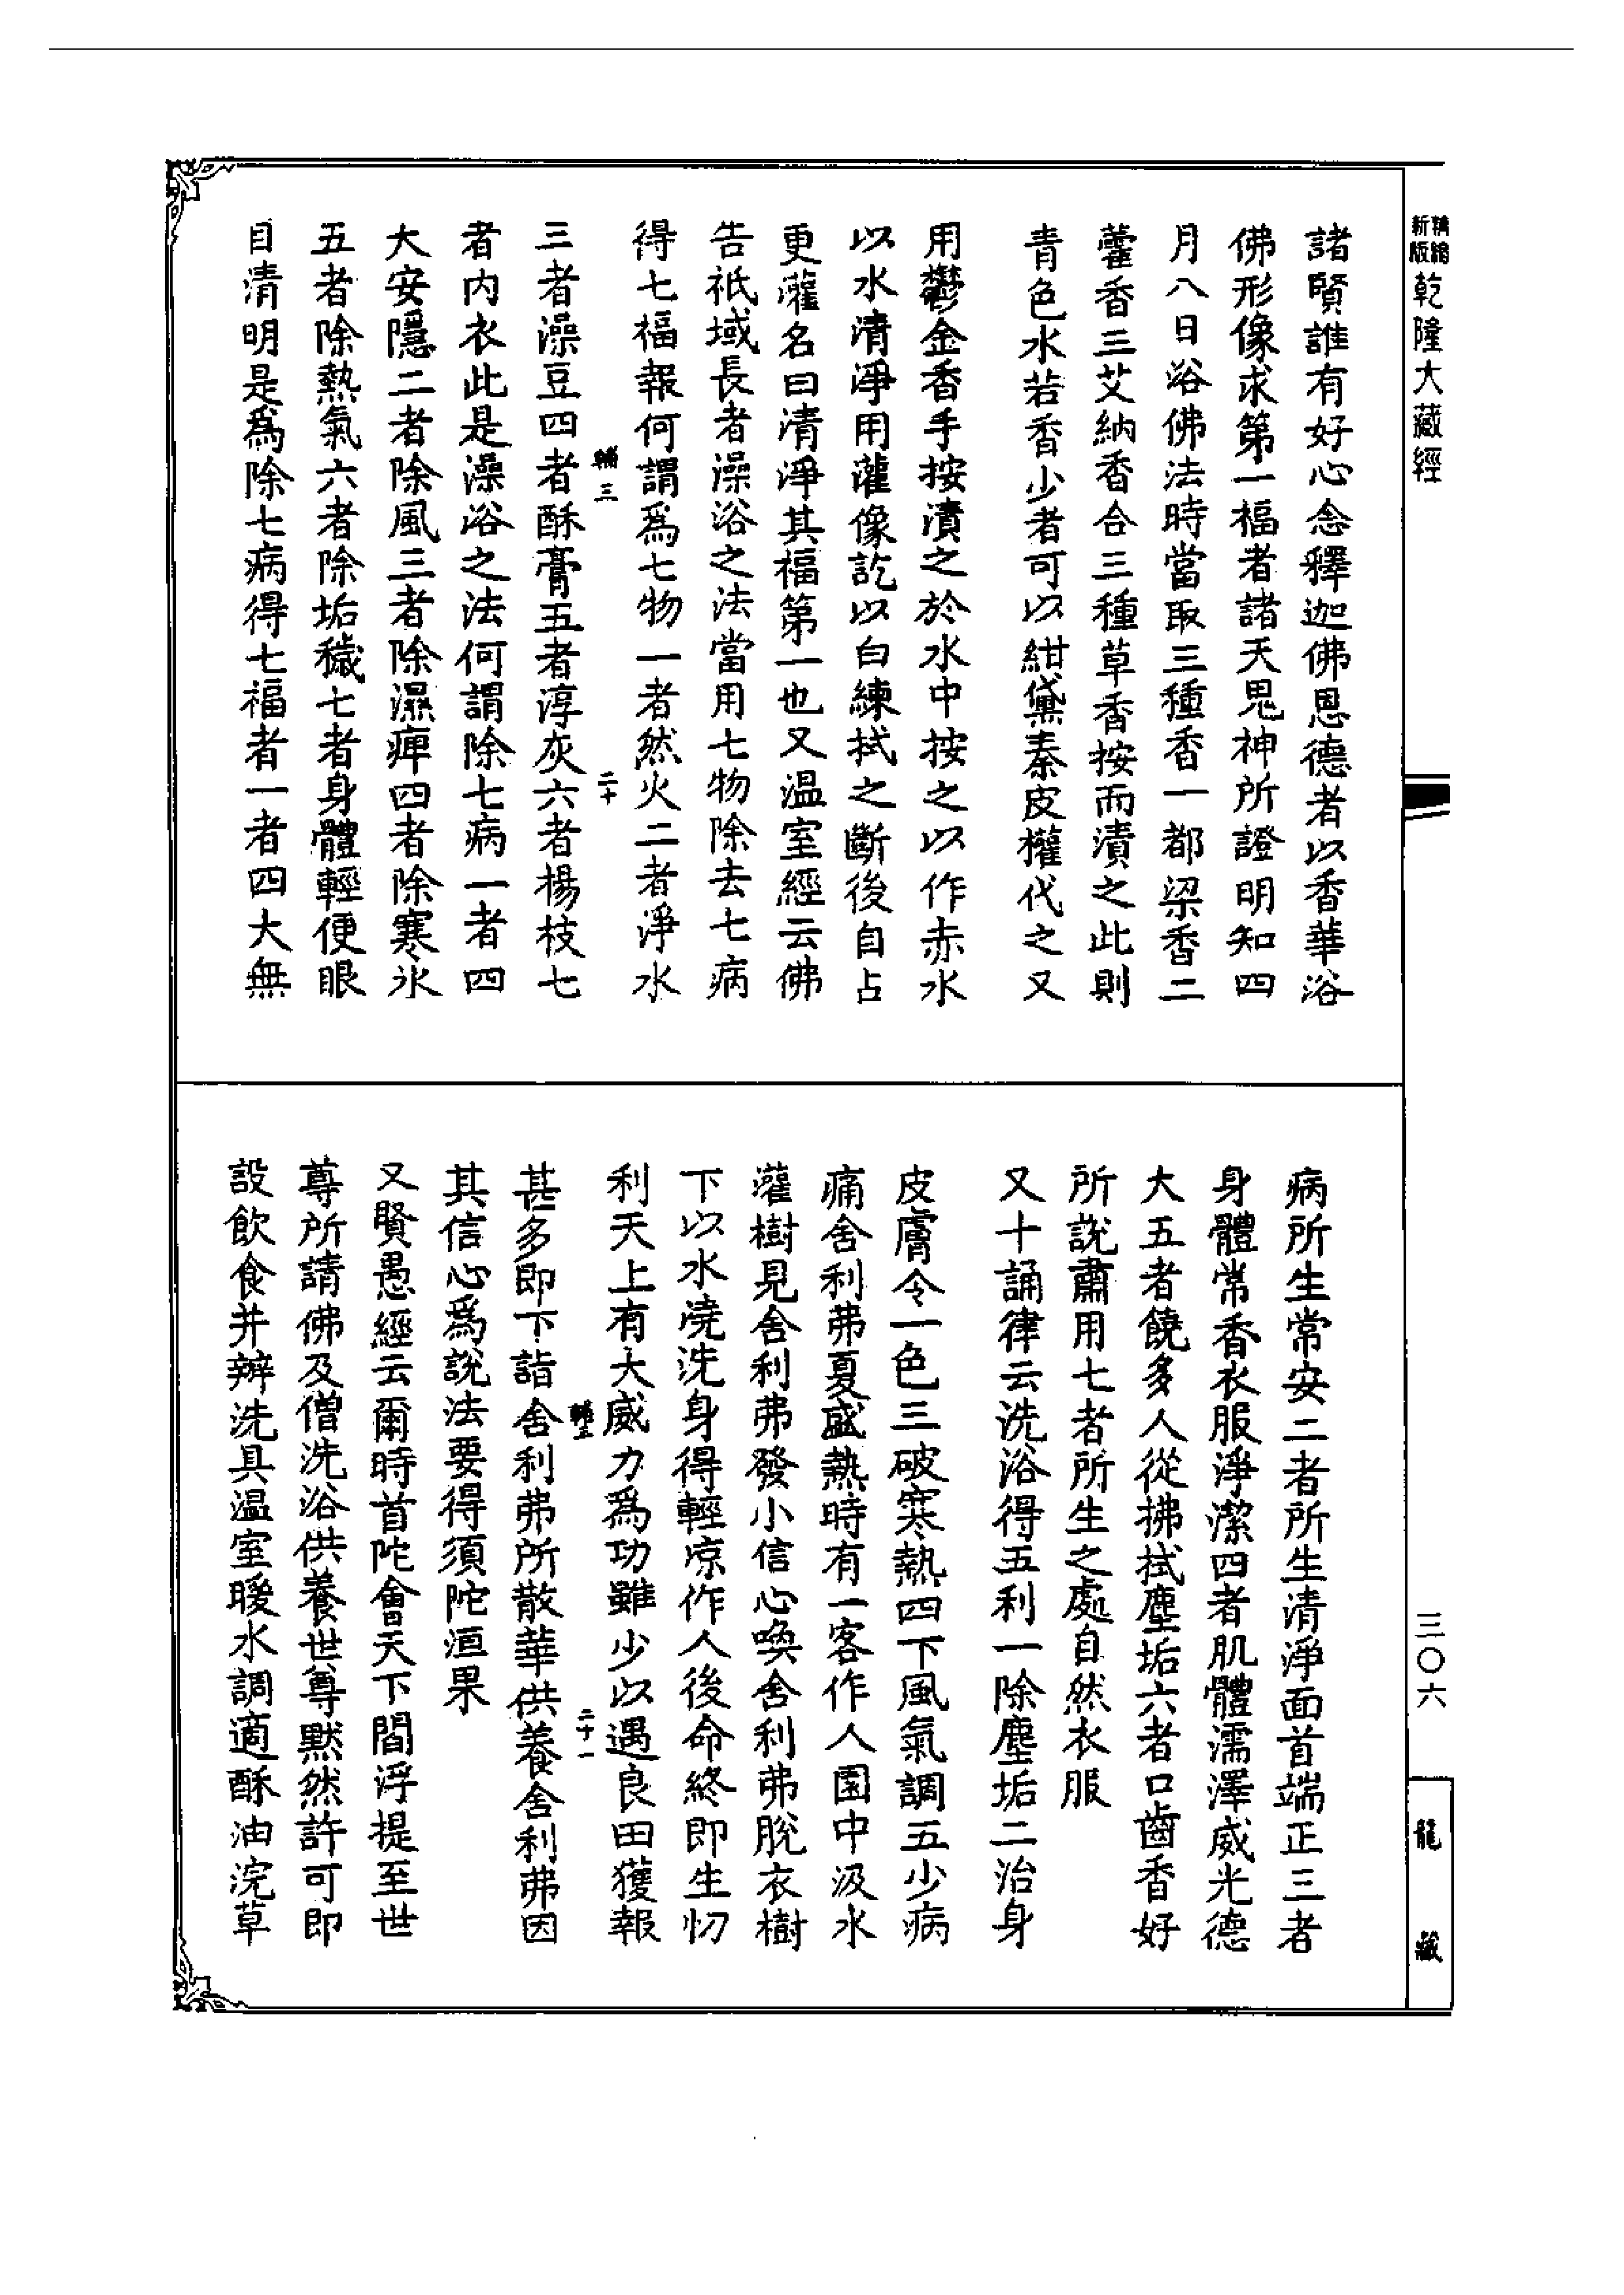 新版
精縮
乾隆大藏經
諸賢誰有好心念釋迦佛恩德者以香華浴
佛形像求第一福者諸天鬼神所證明知四
月八日浴佛法時當取三種香一都梁香二
藿香三艾納香合三種草香按而漬之此則
青色水若香少者可以紺黛秦皮權代之又
用鬱金香手按漬之於水中按之以作赤水
以水清淨用灌像訖以白練拭之斷後自占
更灌名曰清淨其福第一也又温室經云佛
告祇域長者澡浴之法當用七物除去七病
得七福報何謂爲七物一者然火二者淨水
輔三
二十
三者澡豆四者酥膏五者淳灰六者楊枝七
者内衣此是澡浴之法何謂除七病一者四
大安隱二者除風三者除濕痺四者除寒氷
五者除熱氣六者除垢穢七者身體輕便眼
目清明是爲除七病得七福者一者四大無
病所生常安二者所生清淨面首端正三者
身體常香衣服淨潔四者肌體濡澤威光德
大五者饒多人從拂拭塵垢六者口齒香好
所說肅用七者所生之處自然衣服
又十誦律云洗浴得五利一除塵垢二治身
皮膚令一色三破寒熱四下風氣調五少病
痛舍利弗夏盛熱時有一客作人園中汲水
灌樹見舍利弗發小信心喚舍利弗脫衣樹
下以水澆洗身得輕凉作人後命終即生忉
利天上有大威力爲功雖少以遇良田獲報
二十一
甚多即下詣舍利弗所散華供養舍利弗因
其信心爲說法要得須陀洹果
又賢愚經云爾時首陀會天下閻浮提至世
尊所請佛及僧洗浴供養世尊默然許可即
設飲食并辦洗具温室暖水調適酥油浣草
三〇六
龍藏